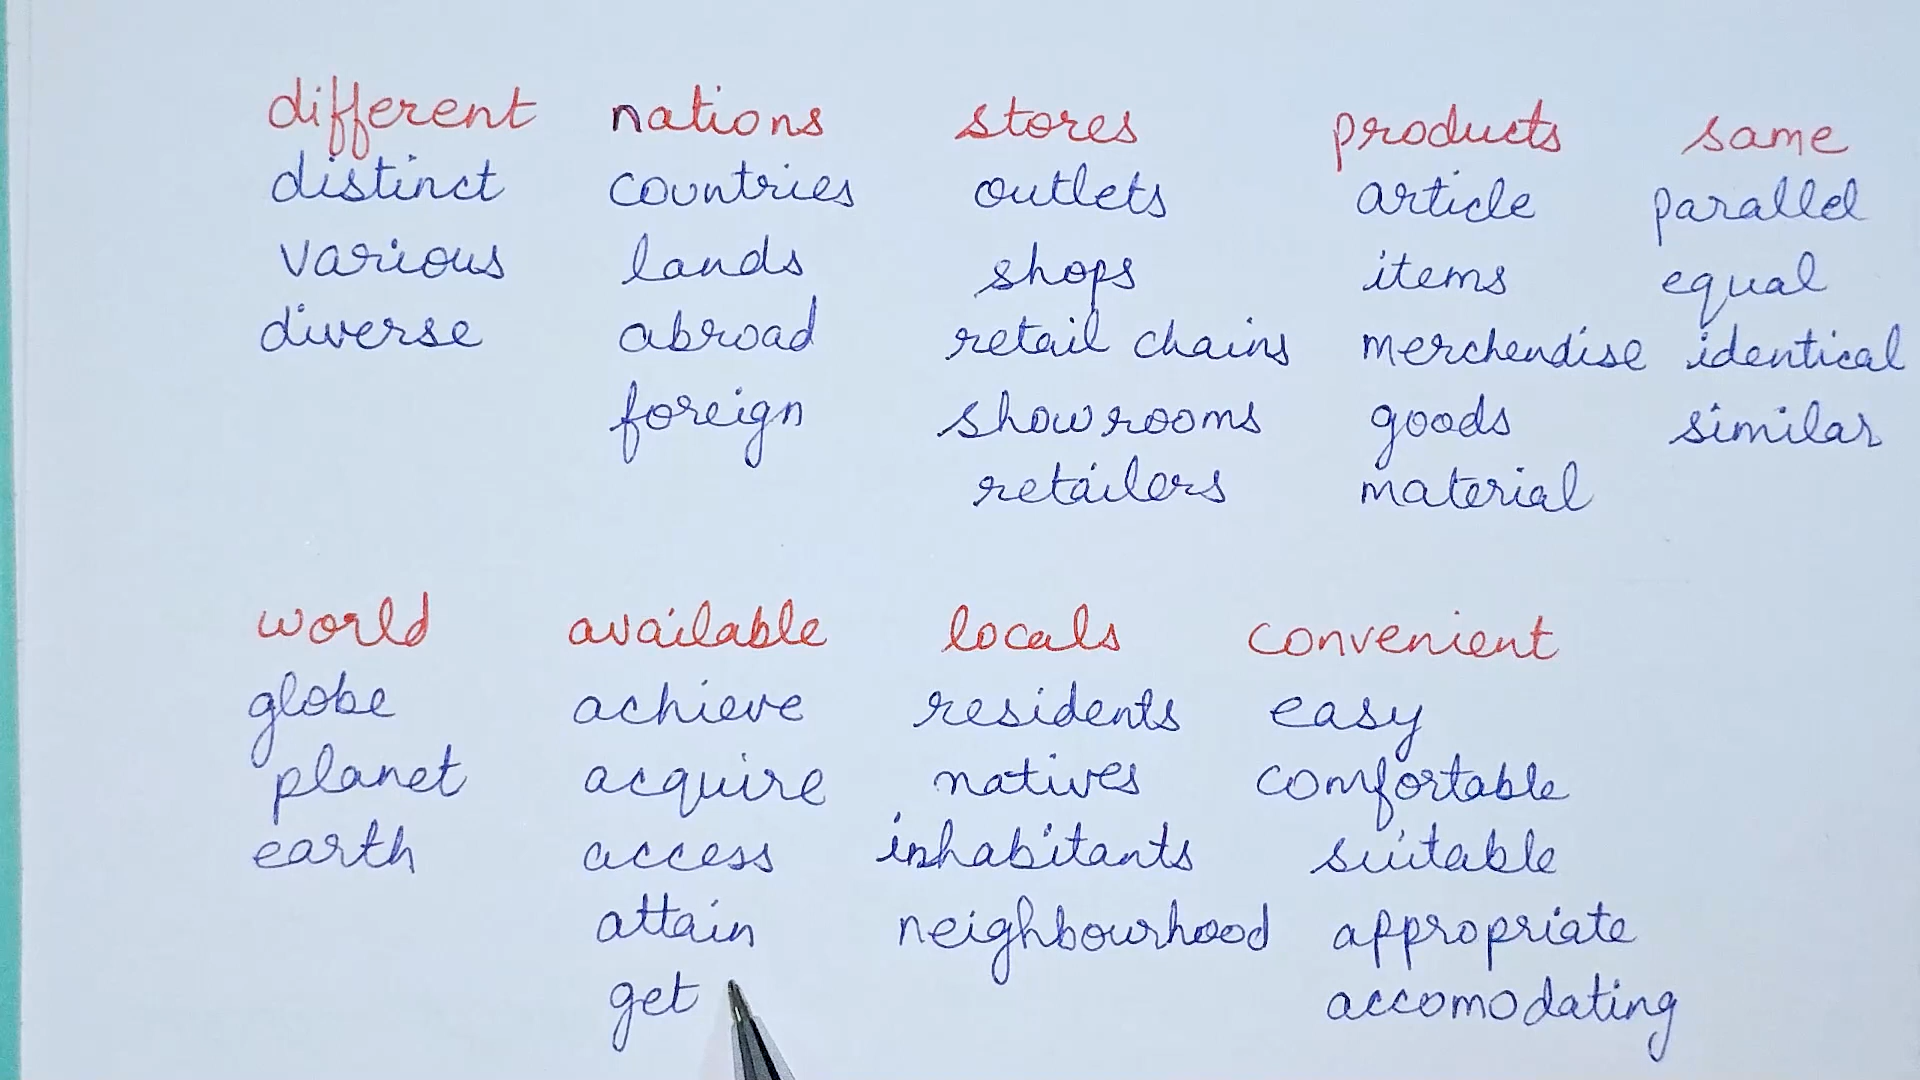 different nations stores products same
distinct countries outlets article parallel
various lands shops items equal
diverse abroad retail chains merchendise identical
foreign showrooms goods similar
retailers material
world available locals convenient
globe achieve residents easy
planet acquire natives comfortable
earth access inhabitants suitable
attain neighbourhood appropriate
get accomodating